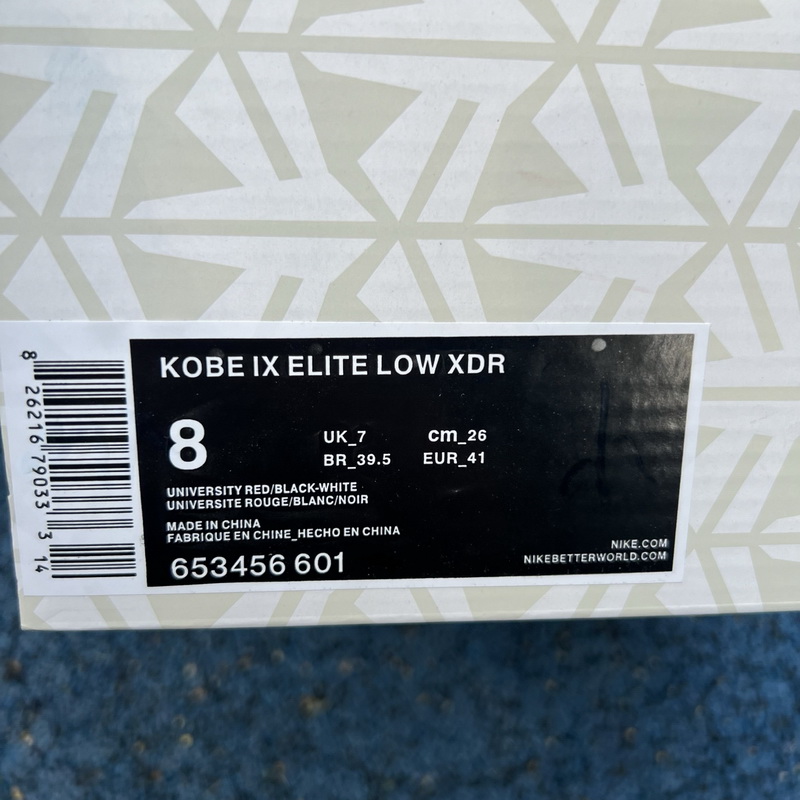 KOBE IX ELITE LOW XDR
8
UK_7 cm_26
BR_39.5 EUR_41
UNIVERSITY RED/BLACK-WHITE
UNIVERSITE ROUGE/BLANC/NOIR
MADE IN CHINA
FABRIQUE EN CHINE_HECHO EN CHINA
653456 601
NIKE.COM
NIKEBETTERWORLD.COM
8 26216 79033 3 14